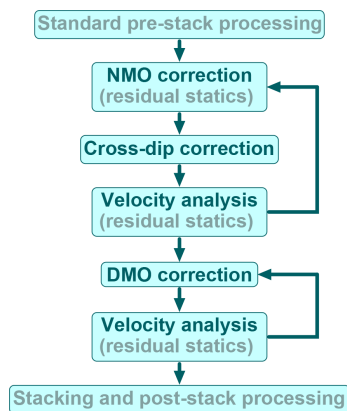 Standard pre-stack processing
NMO correction
(residual statics)
Cross-dip correction
Velocity analysis
(residual statics)
DMO correction
Velocity analysis
(residual statics)
Stacking and post-stack processing